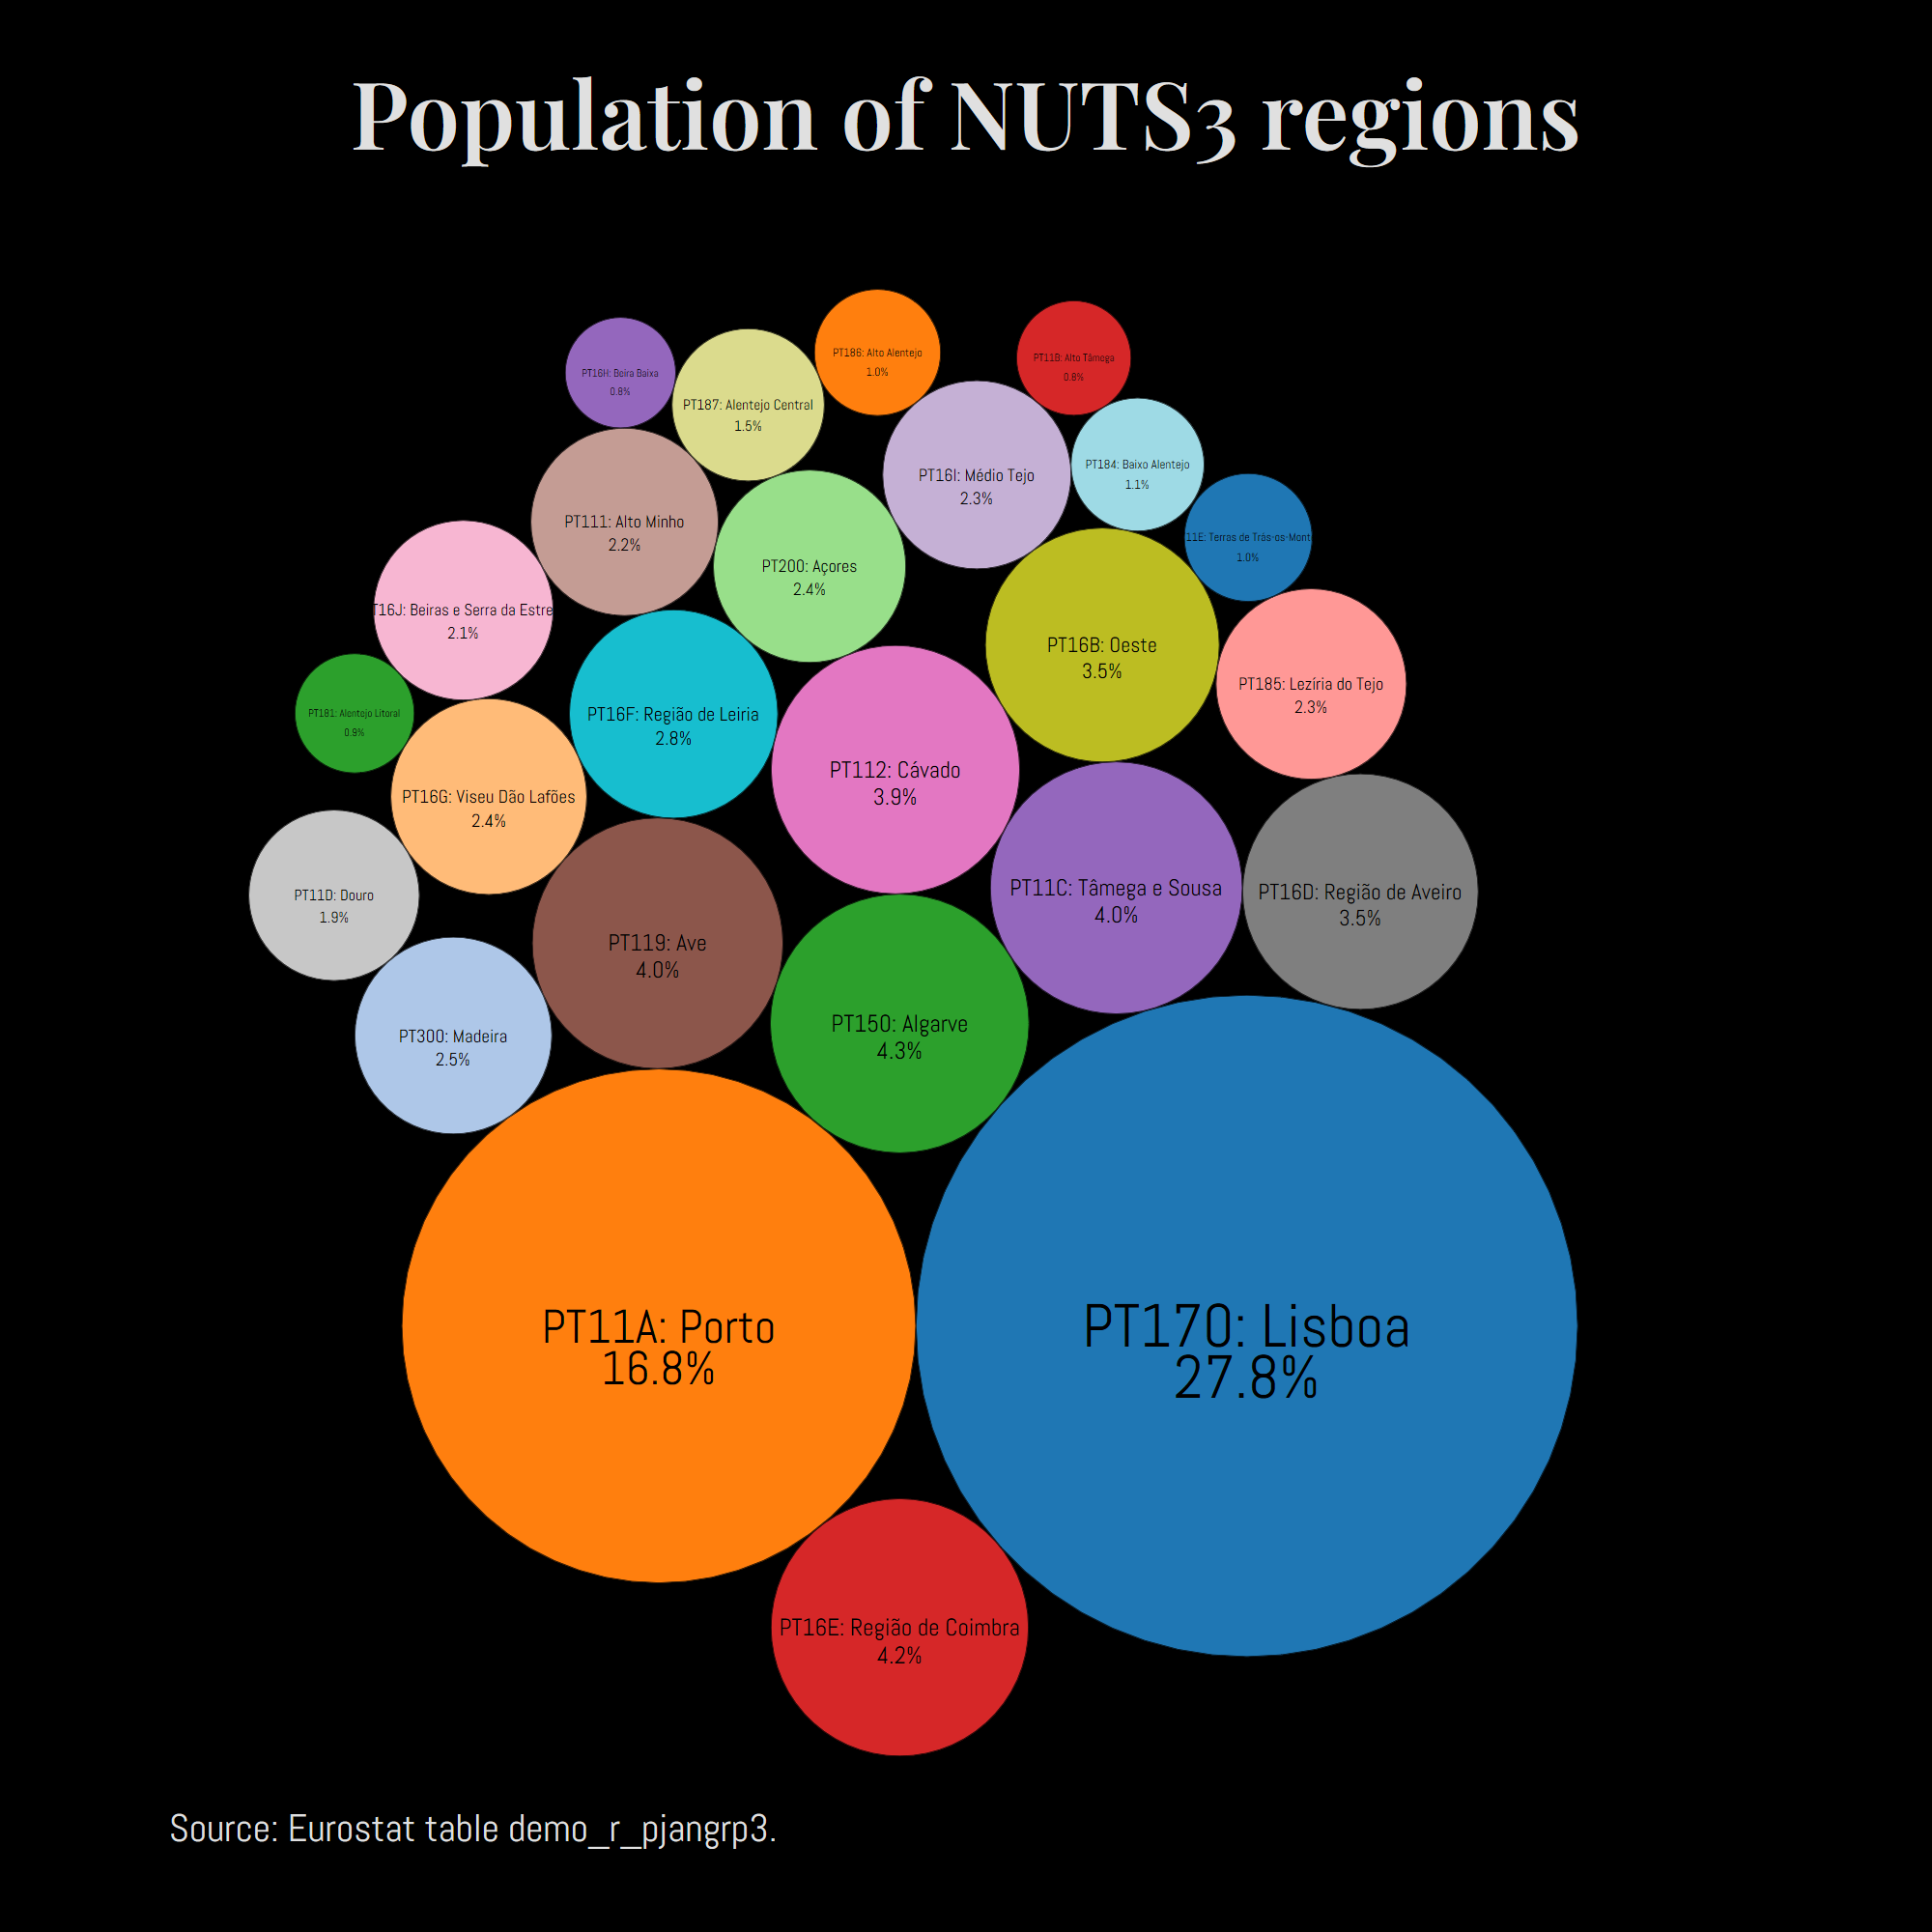 Population of NUTS3 regions
PT186: Alto Alentejo
1.0%
PT11B: Alto Tâmega
0.8%
PT16H: Beira Baixa
0.8%
PT187: Alentejo Central
1.5%
PT184: Baixo Alentejo
1.1%
PT16I: Médio Tejo
2.3%
PT111: Alto Minho
2.2%
11E: Terras de Trás-os-Mont
1.0%
PT200: Açores
2.4%
T16J: Beiras e Serra da Estre
2.1%
PT16B: Oeste
3.5%
PT185: Lezíria do Tejo
2.3%
PT181: Alentejo Litoral
0.9%
PT16F: Região de Leiria
2.8%
PT112: Cávado
3.9%
PT16G: Viseu Dão Lafões
2.4%
PT11C: Tâmega e Sousa
4.0%
PT16D: Região de Aveiro
3.5%
PT11D: Douro
1.9%
PT119: Ave
4.0%
PT150: Algarve
4.3%
PT300: Madeira
2.5%
PT11A: Porto
16.8%
PT170: Lisboa
27.8%
PT16E: Região de Coimbra
4.2%
Source: Eurostat table demo_r_pjangrp3.